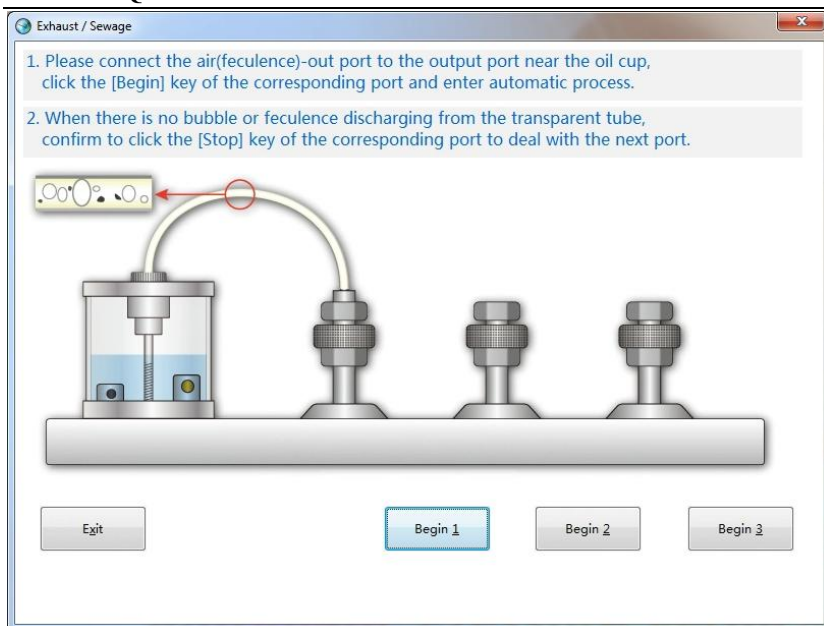 Exhaust / Sewage
1. Please connect the air(feculence)-out port to the output port near the oil cup,
click the [Begin] key of the corresponding port and enter automatic process.
2. When there is no bubble or feculence discharging from the transparent tube,
confirm to click the [Stop] key of the corresponding port to deal with the next port.
Exit
Begin 1
Begin 2
Begin 3